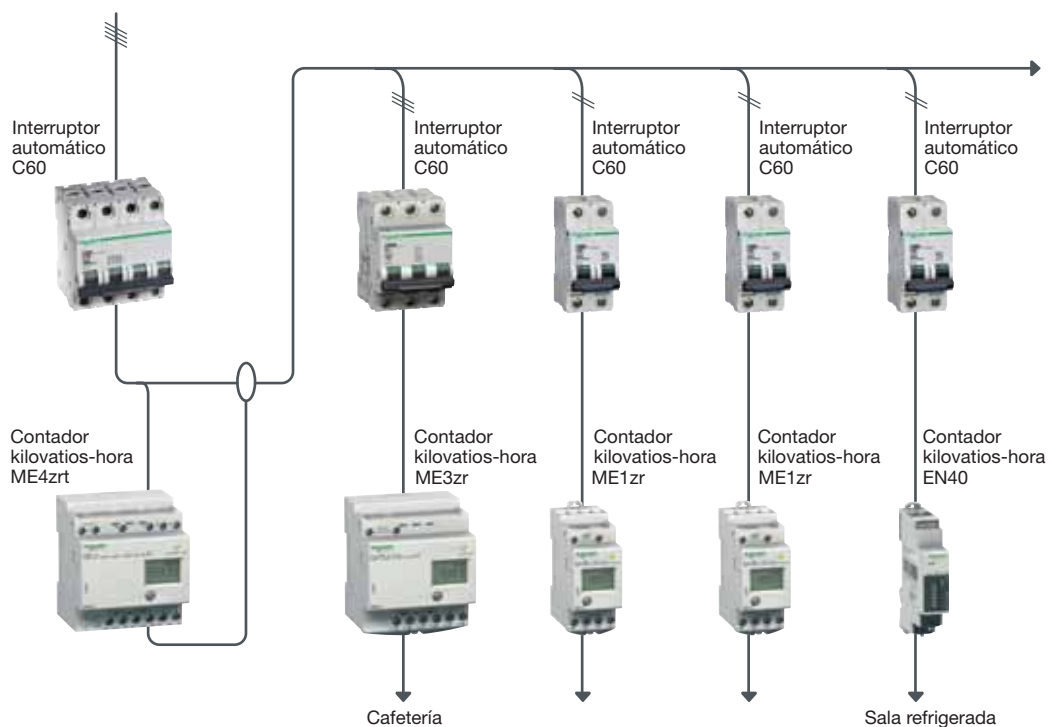 Interruptor
automático
C60
Interruptor
automático
C60
Interruptor
automático
C60
Interruptor
automático
C60
Interruptor
automático
C60
Contador
kilovatios-hora
ME4zrt
Contador
kilovatios-hora
ME3zr
Contador
kilovatios-hora
ME1zr
Contador
kilovatios-hora
ME1zr
Contador
kilovatios-hora
EN40
Cafetería
Sala refrigerada